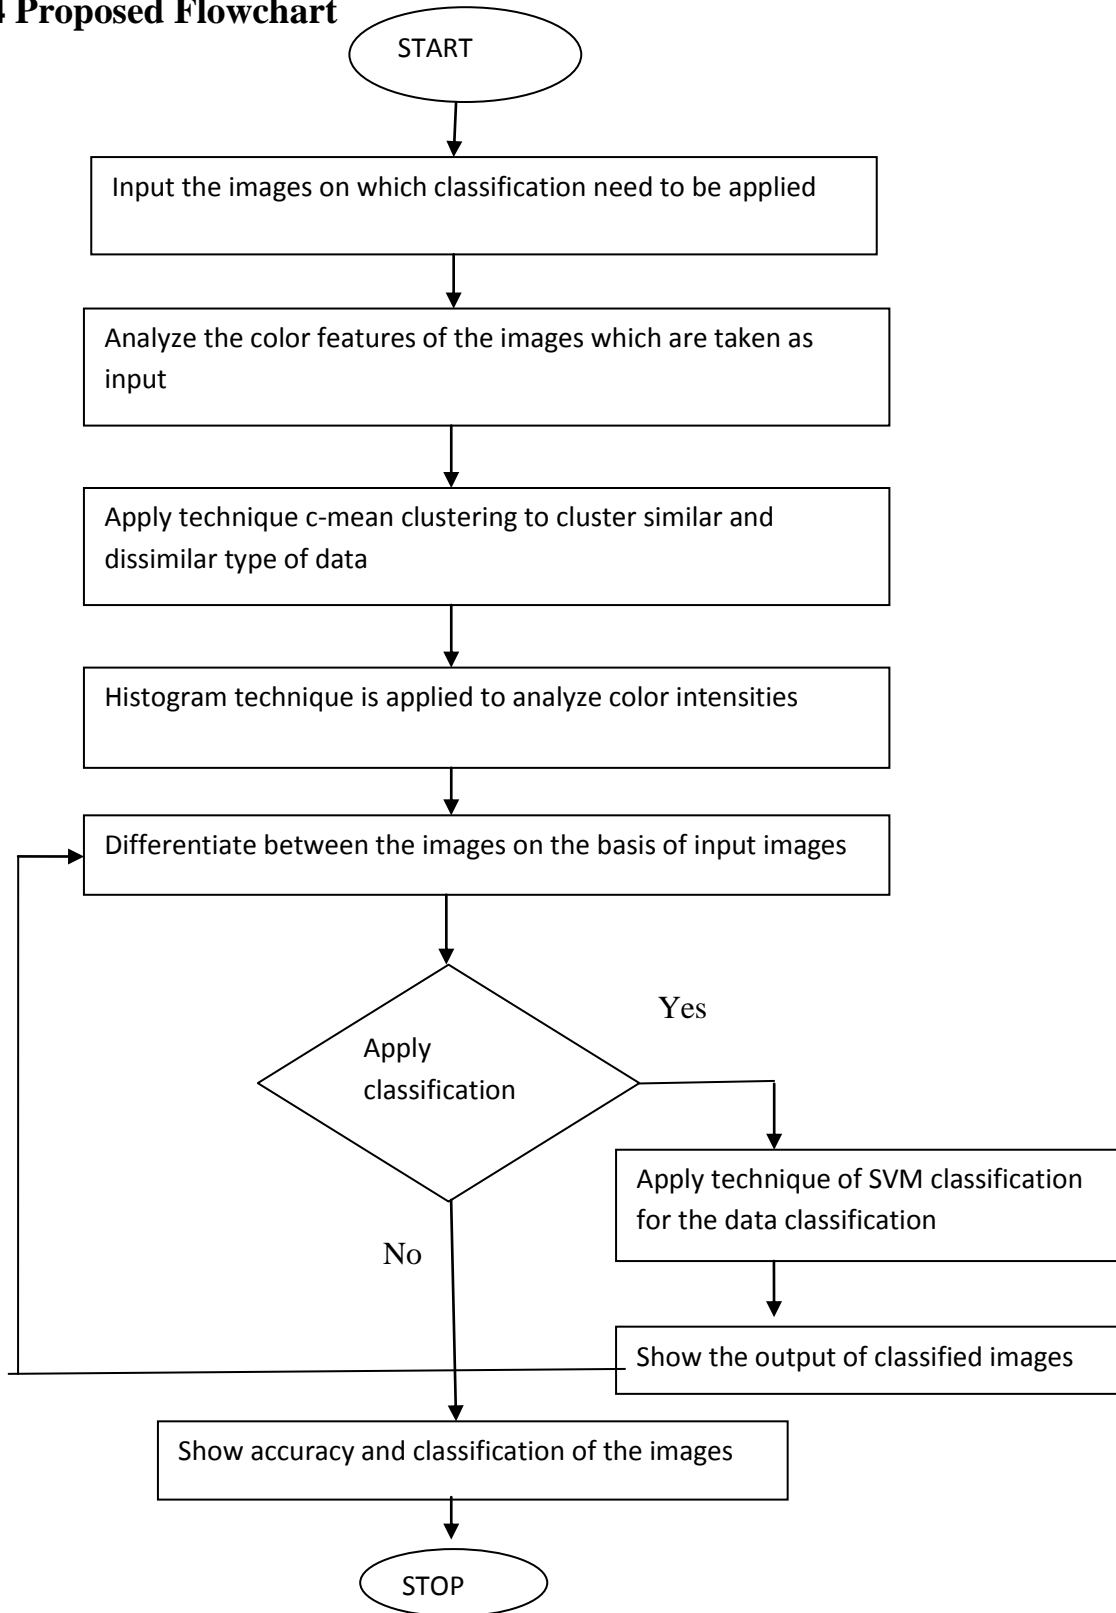 4 Proposed Flowchart
START
Input the images on which classification need to be applied
Analyze the color features of the images which are taken as
input
Apply technique c-mean clustering to cluster similar and
dissimilar type of data
Histogram technique is applied to analyze color intensities
Differentiate between the images on the basis of input images
Yes
Apply
classification
Apply technique of SVM classification
for the data classification
No
Show the output of classified images
Show accuracy and classification of the images
STOP